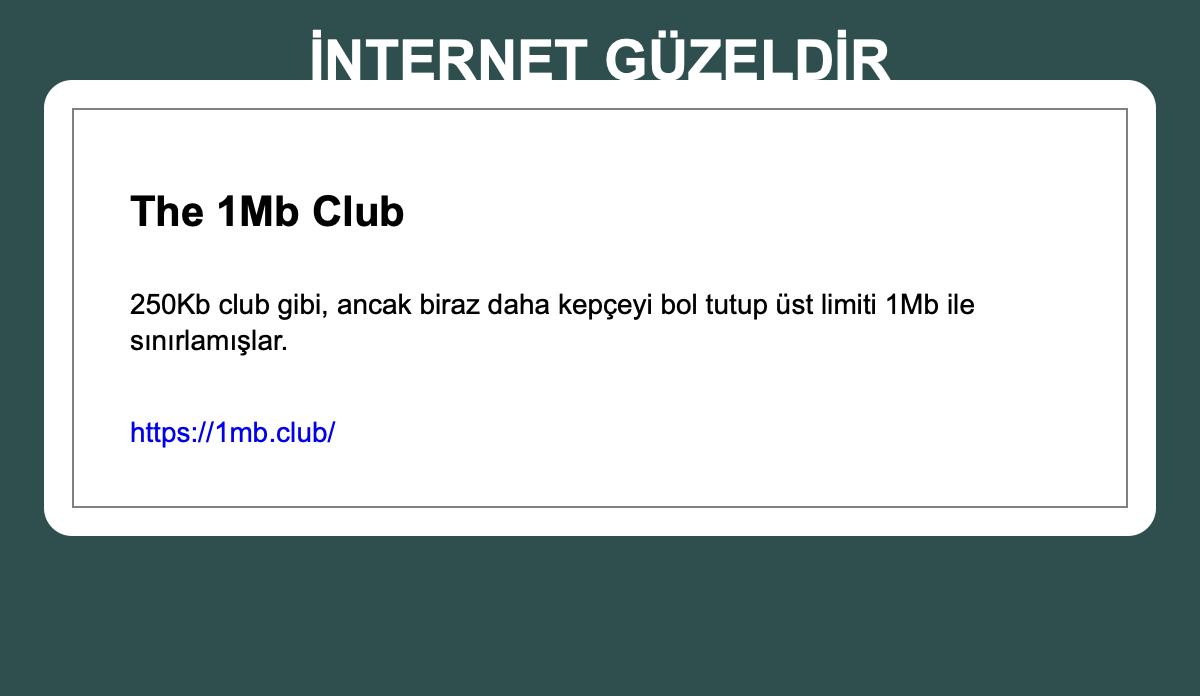 İNTERNET GÜZELDİR
The 1Mb Club
250Kb club gibi, ancak biraz daha kepçeyi bol tutup üst limiti 1Mb ile
sınırlamışlar.
https://1mb.club/